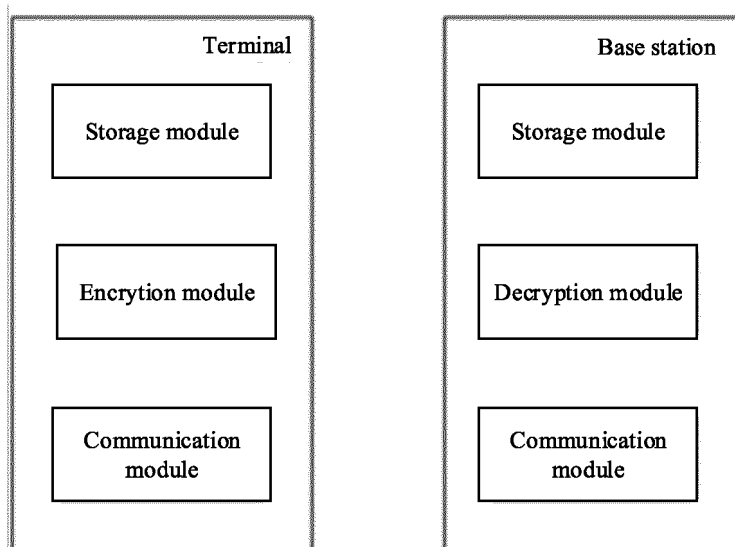 Terminal
Storage module
Encrytion module
Communication
module
Base station
Storage module
Decryption module
Communication
module